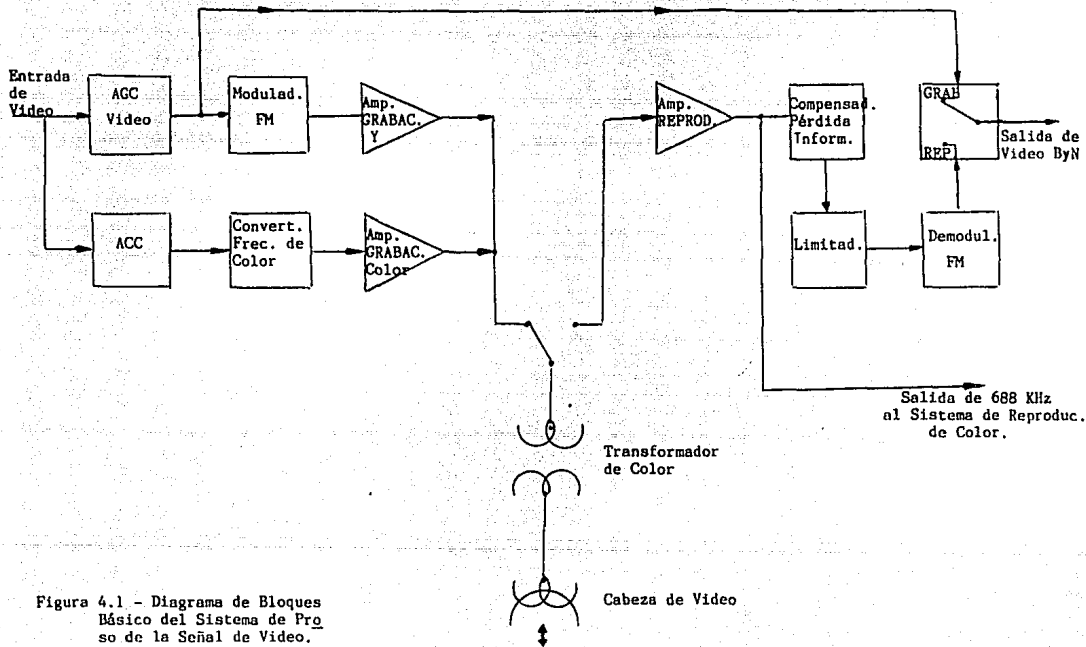 Entrada
de
Video
AGC
Video
Modulad.
FM
Amp.
GRABAC.
Y
Amp.
REPROD.
Compensad.
Pérdida
Inform.
GRAB
REP
Salida de
Video ByN
ACC
Convert.
Frec. de
Color
Amp.
GRABAC.
Color
Limitad.
Demodul.
FM
Salida de 688 KHz
al Sistema de Reproduc.
de Color.
Transformador
de Color
Cabeza de Video
Figura 4.1 - Diagrama de Bloques
Básico del Sistema de Pro
so de la Señal de Video.